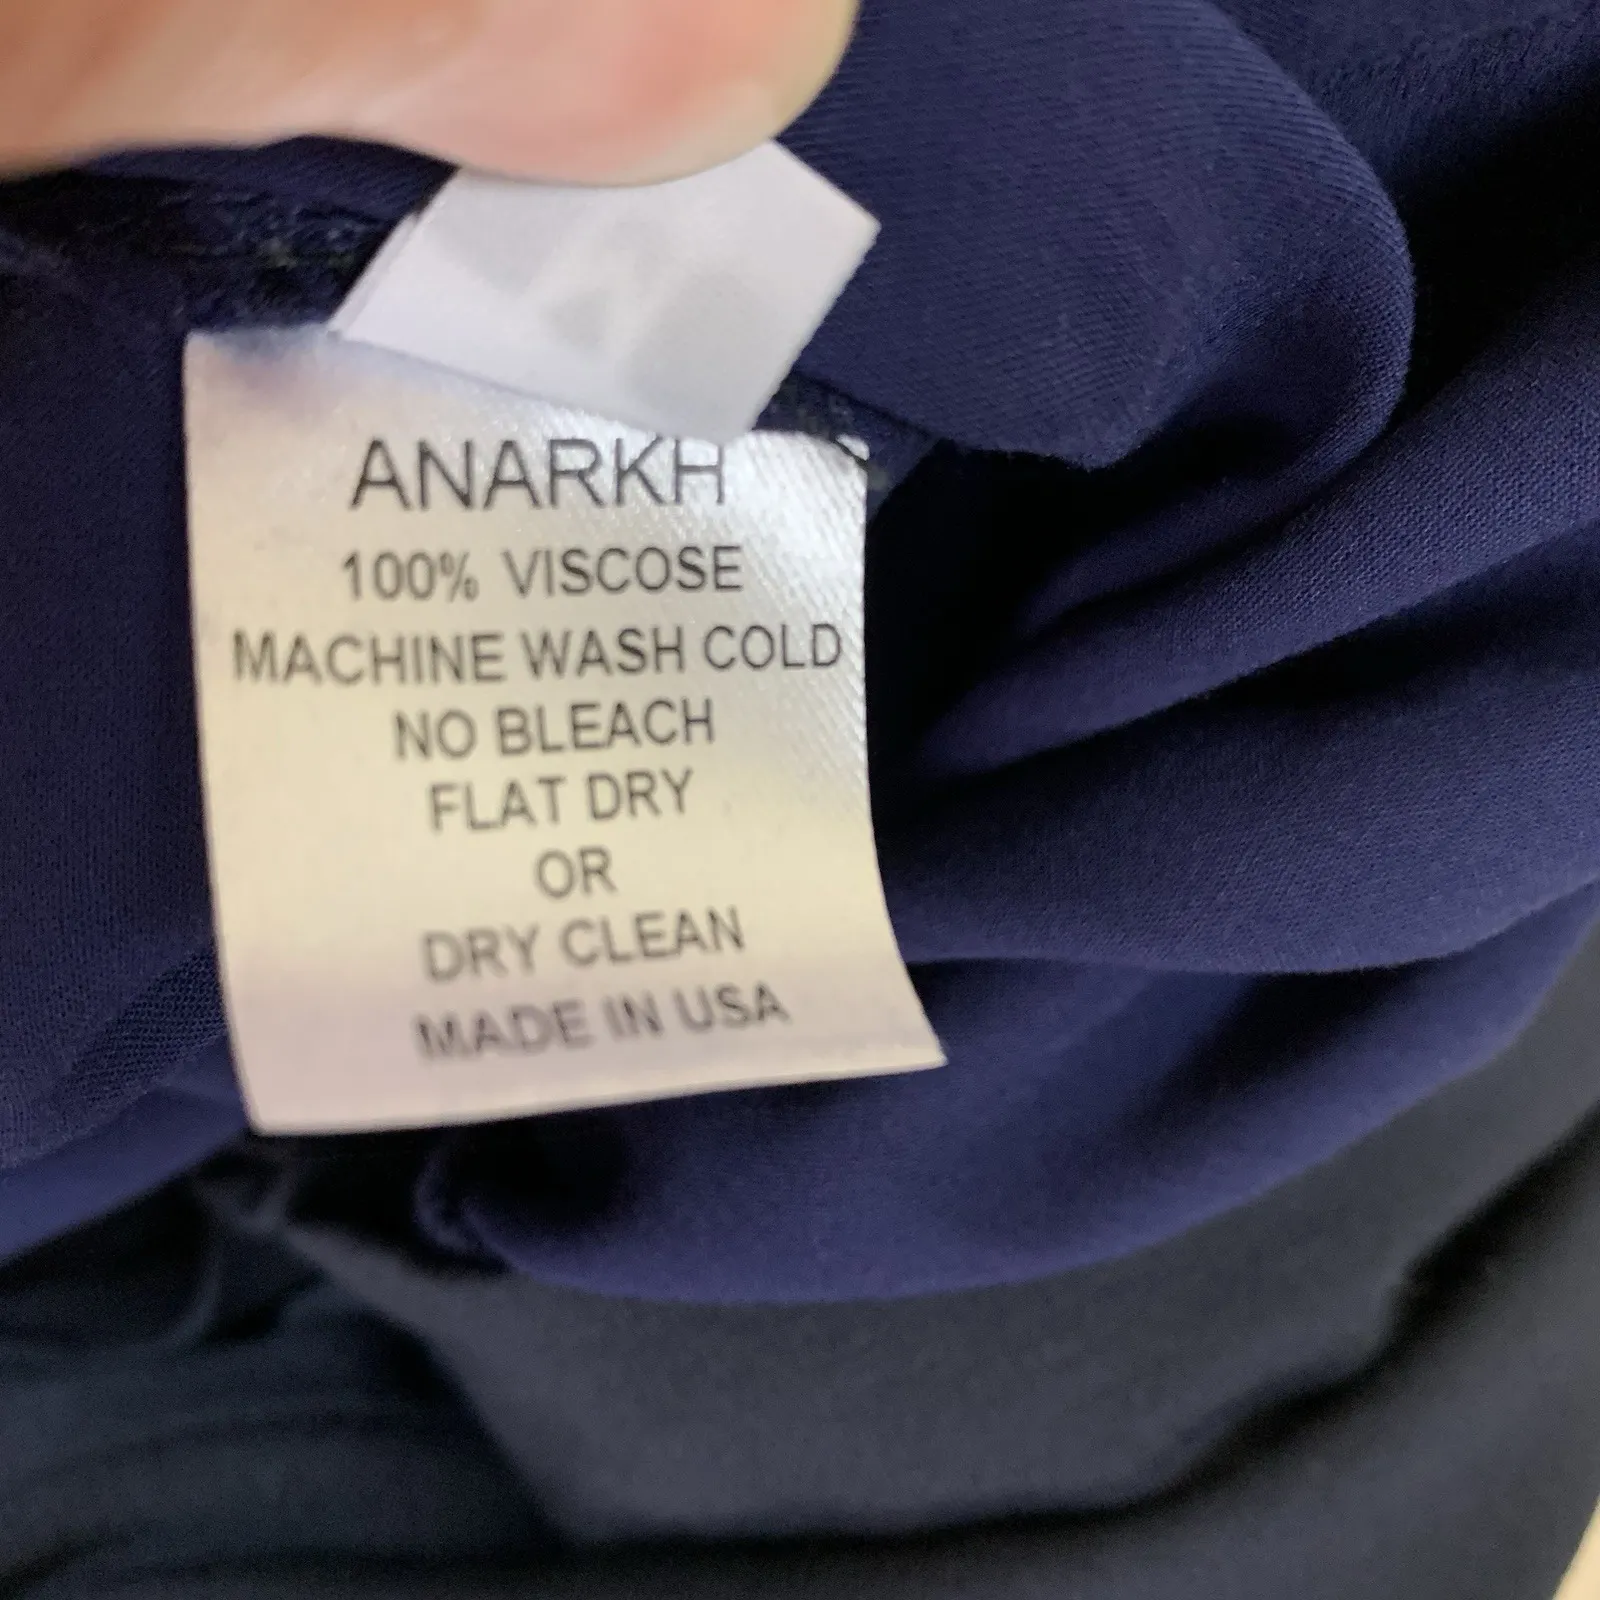 ANARKH
100% VISCOSE
MACHINE WASH COLD
NO BLEACH
FLAT DRY
OR
DRY CLEAN
MADE IN USA